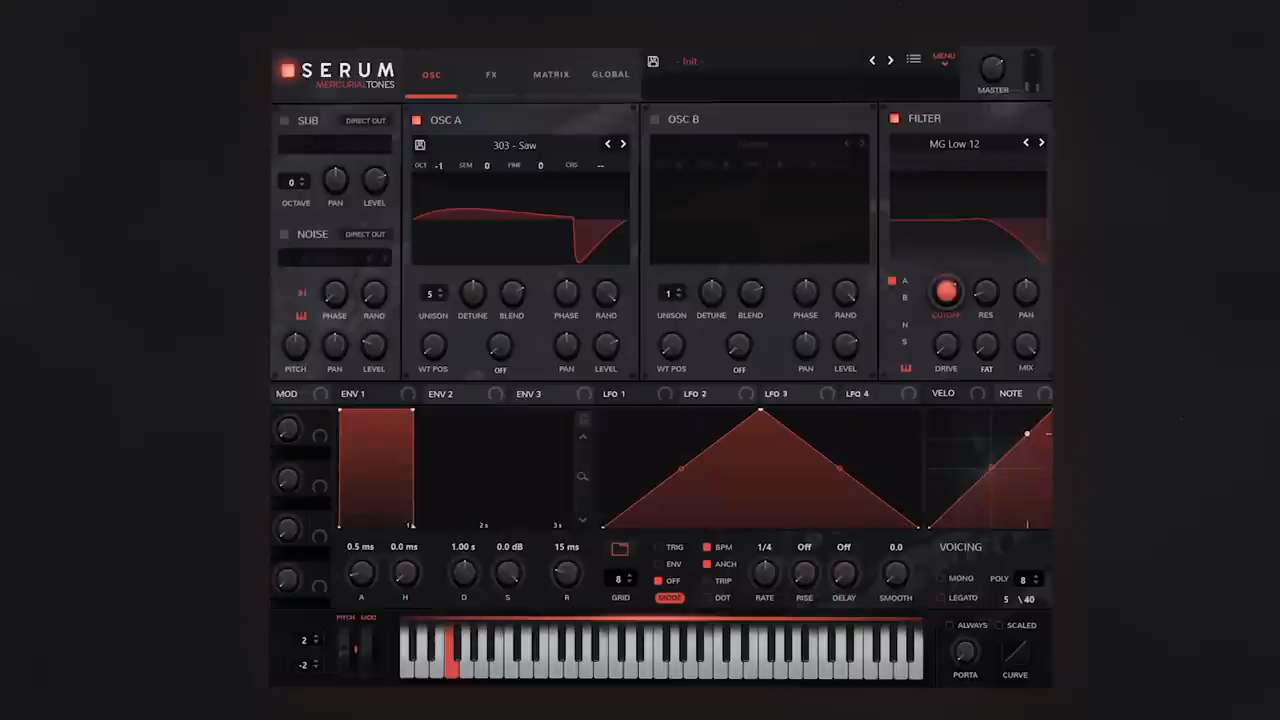 SERUM
MERCURIALTONES
OSC FX MATRIX GLOBAL
- Init -
MENU
MASTER
SUB DIRECT OUT
0
OCTAVE PAN LEVEL
NOISE DIRECT OUT
PHASE RAND
PITCH PAN LEVEL
OSC A
303 - Saw
OCT -1 SEM 0 FINE 0 CRS --
5
UNISON DETUNE BLEND PHASE RAND
WT POS OFF PAN LEVEL
OSC B
1
UNISON DETUNE BLEND PHASE RAND
WT POS OFF PAN LEVEL
FILTER
MG Low 12
A
B
N
S
CUTOFF RES PAN
DRIVE FAT MIX
MOD ENV 1 ENV 2 ENV 3 LFO 1 LFO 2 LFO 3 LFO 4 VELO NOTE
2 s 3 s
0.5 ms 0.0 ms 1.00 s 0.0 dB 15 ms
A H D S R
8
GRID
TRIG
ENV
OFF
MODE
BPM
ANCH
TRIP
DOT
1/4 Off Off 0.0
RATE RISE DELAY SMOOTH
VOICING
MONO POLY 8
LEGATO 5 \40
PITCH MOD
2
-2
ALWAYS SCALED
PORTA CURVE